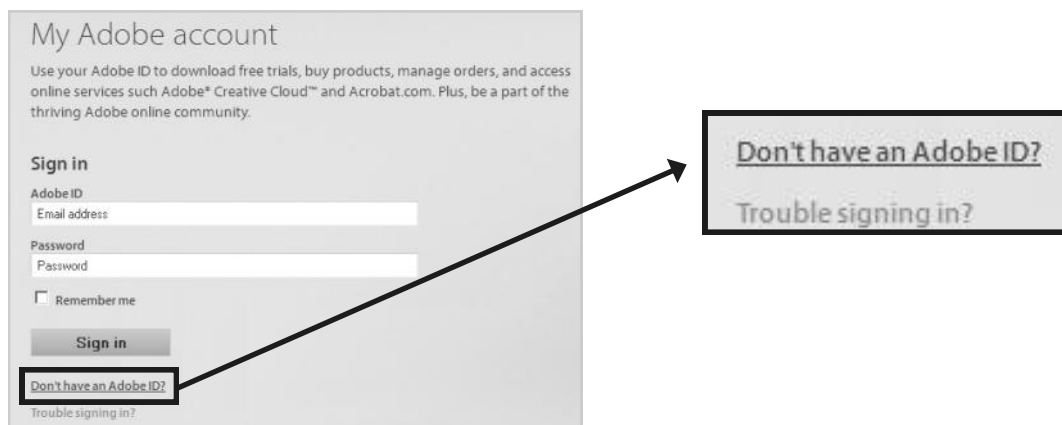 My Adobe account
Use your Adobe ID to download free trials, buy products, manage orders, and access
online services such Adobe® Creative Cloud™ and Acrobat.com. Plus, be a part of the
thriving Adobe online community.
Sign in
Adobe ID
Email address
Password
Password
Remember me
Sign in
Don't have an Adobe ID?
Trouble signing in?
Don't have an Adobe ID?
Trouble signing in?